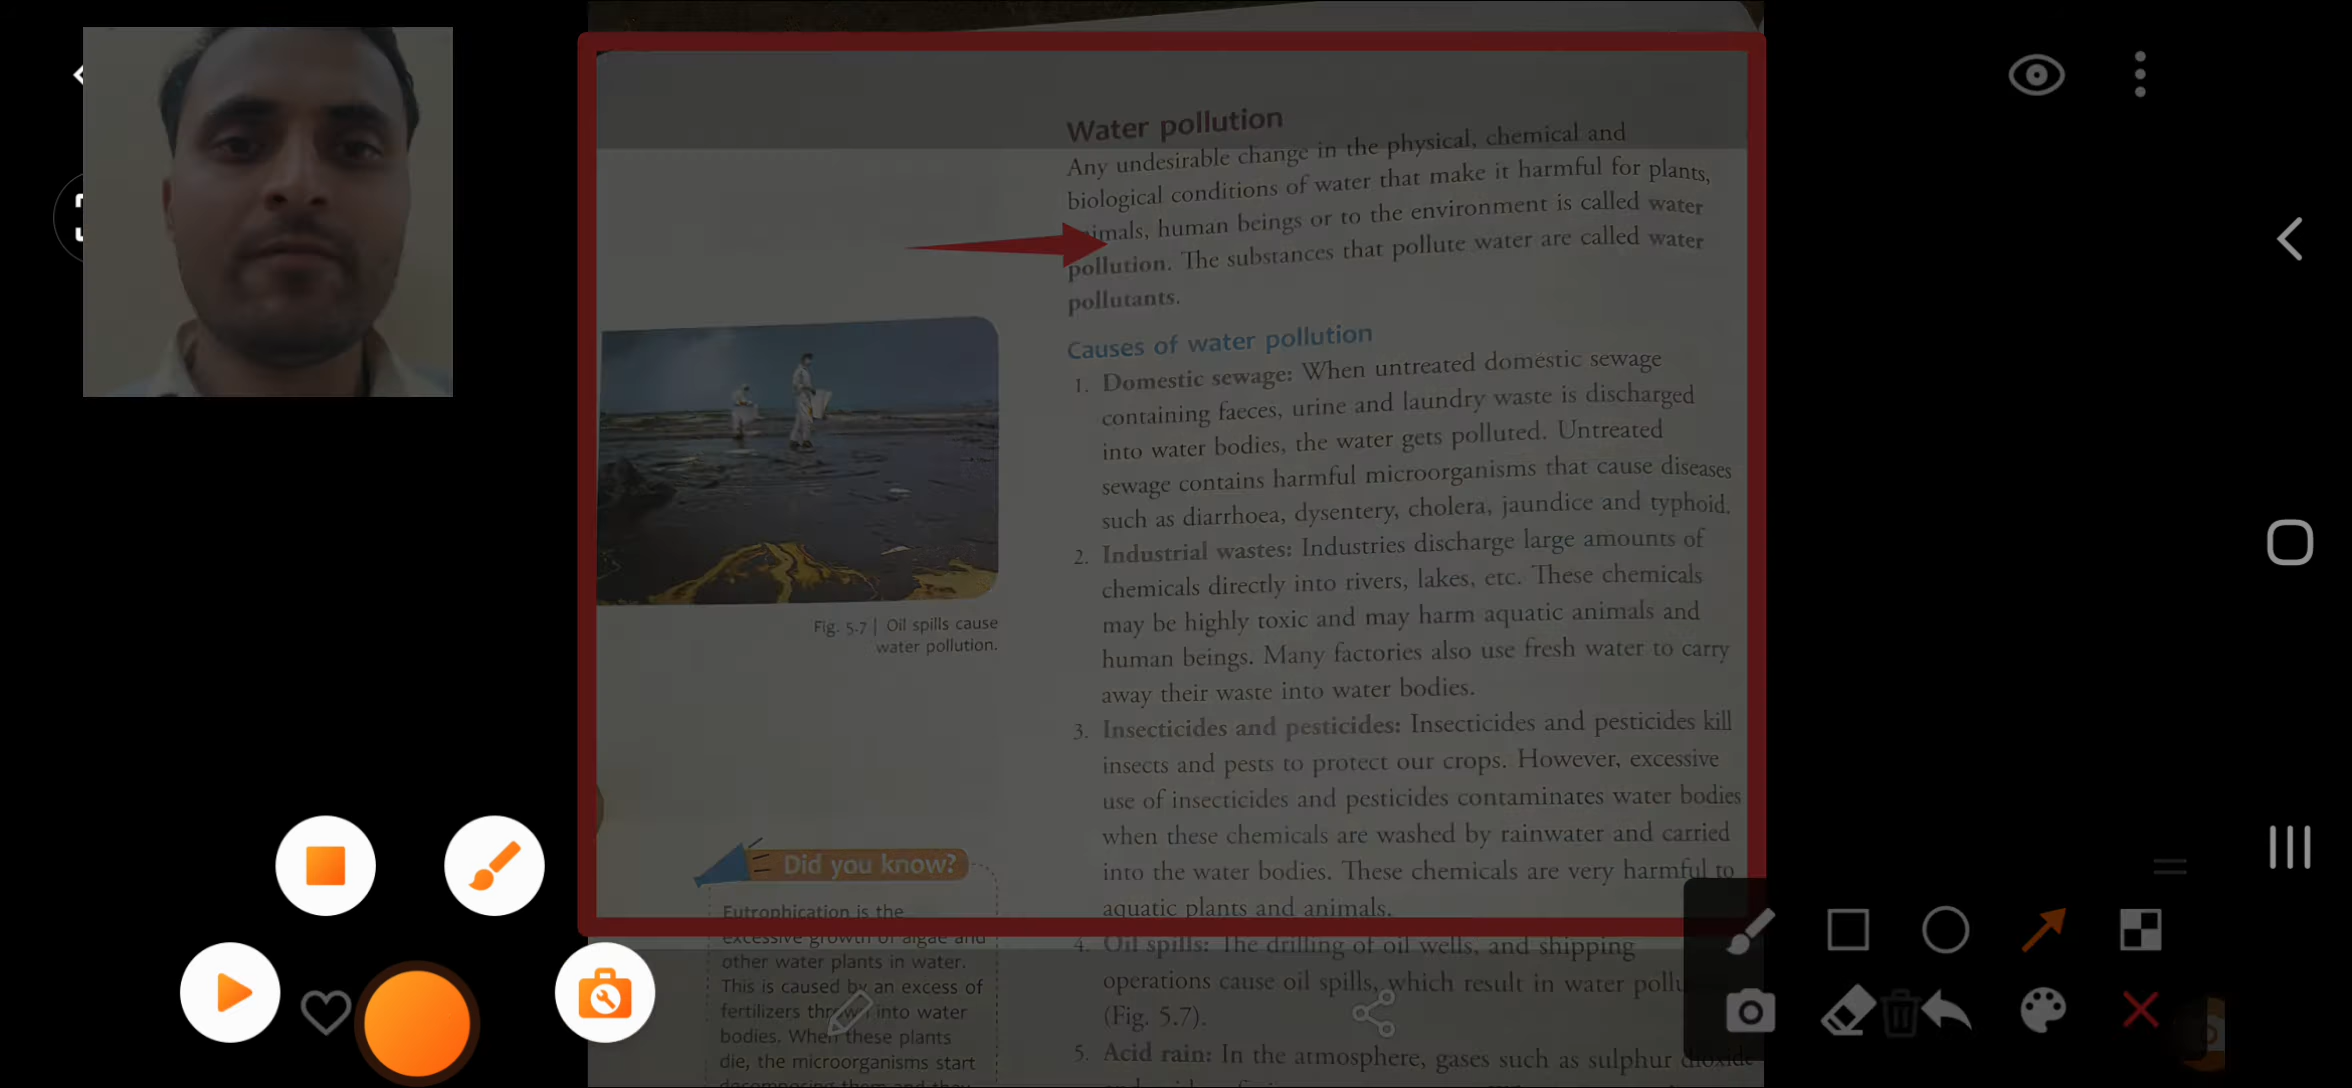 Water pollution
Any undesirable change in the physical, chemical and
biological conditions of water that make it harmful for plants,
human beings or to the environment is called water
pollution. The substances that pollute water are called water
pollutants.
Causes of water pollution
1. Domestic sewage: When untreated domestic sewage
containing faeces, urine and laundry waste is discharged
into water bodies, the water gets polluted. Untreated
sewage contains harmful microorganisms that cause diseases
such as diarrhoea, dysentery, cholera, jaundice and typhoid.
2. Industrial wastes: Industries discharge large amounts of
chemicals directly into rivers, lakes, etc. These chemicals
may be highly toxic and may harm aquatic animals and
human beings. Many factories also use fresh water to carry
away their waste into water bodies.
3. Insecticides and pesticides: Insecticides and pesticides kill
insects and pests to protect our crops. However, excessive
use of insecticides and pesticides contaminates water bodies
when these chemicals are washed by rainwater and carried
into the water bodies. These chemicals are very harmful to
aquatic plants and animals.
4. Oil spills: The drilling of oil wells, and shipping
operations cause oil spills, which result in water
(Fig. 5.7).
5. Acid rain: In the atmosphere, gases such as sulphur dioxide
Fig. 5.7 | Oil spills cause
water pollution.
Did you know?
Eutrophication is the
excessive growth of algae and
other water plants in water.
This is caused by an excess of
fertilizers thrown into water
bodies. When these plants
die, the microorganisms start